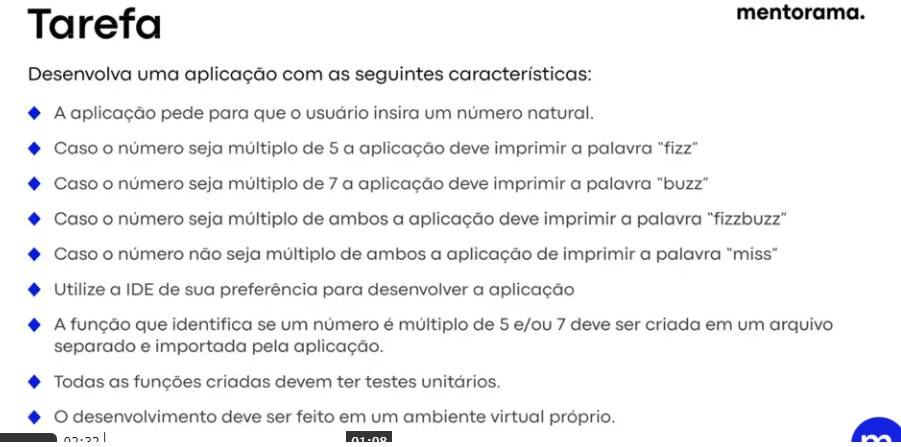 Tarefa
mentorama.
Desenvolva uma aplicação com as seguintes características:
A aplicação pede para que o usuário insira um número natural.
Caso o número seja múltiplo de 5 a aplicação deve imprimir a palavra “fizz”
Caso o número seja múltiplo de 7 a aplicação deve imprimir a palavra “buzz”
Caso o número seja múltiplo de ambos a aplicação deve imprimir a palavra “fizzbuzz”
Caso o número não seja múltiplo de ambos a aplicação de imprimir a palavra “miss”
Utilize a IDE de sua preferência para desenvolver a aplicação
A função que identifica se um número é múltiplo de 5 e/ou 7 deve ser criada em um arquivo
separado e importada pela aplicação.
Todas as funções criadas devem ter testes unitários.
O desenvolvimento deve ser feito em um ambiente virtual próprio.
02:32
01:08
m